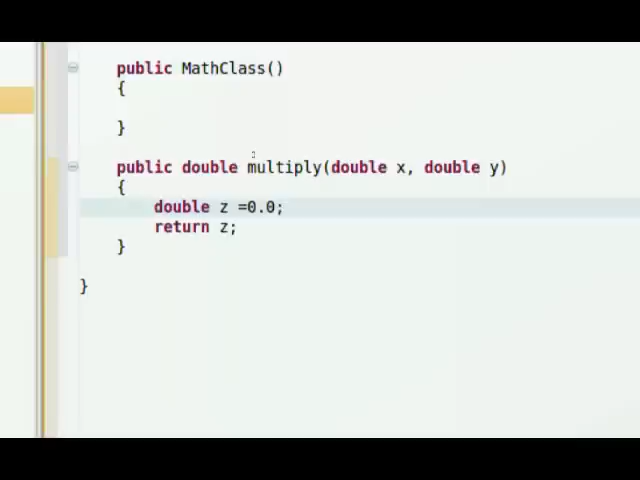 public MathClass()
{
}
public double multiply(double x, double y)
{
double z =0.0;
return z;
}
}